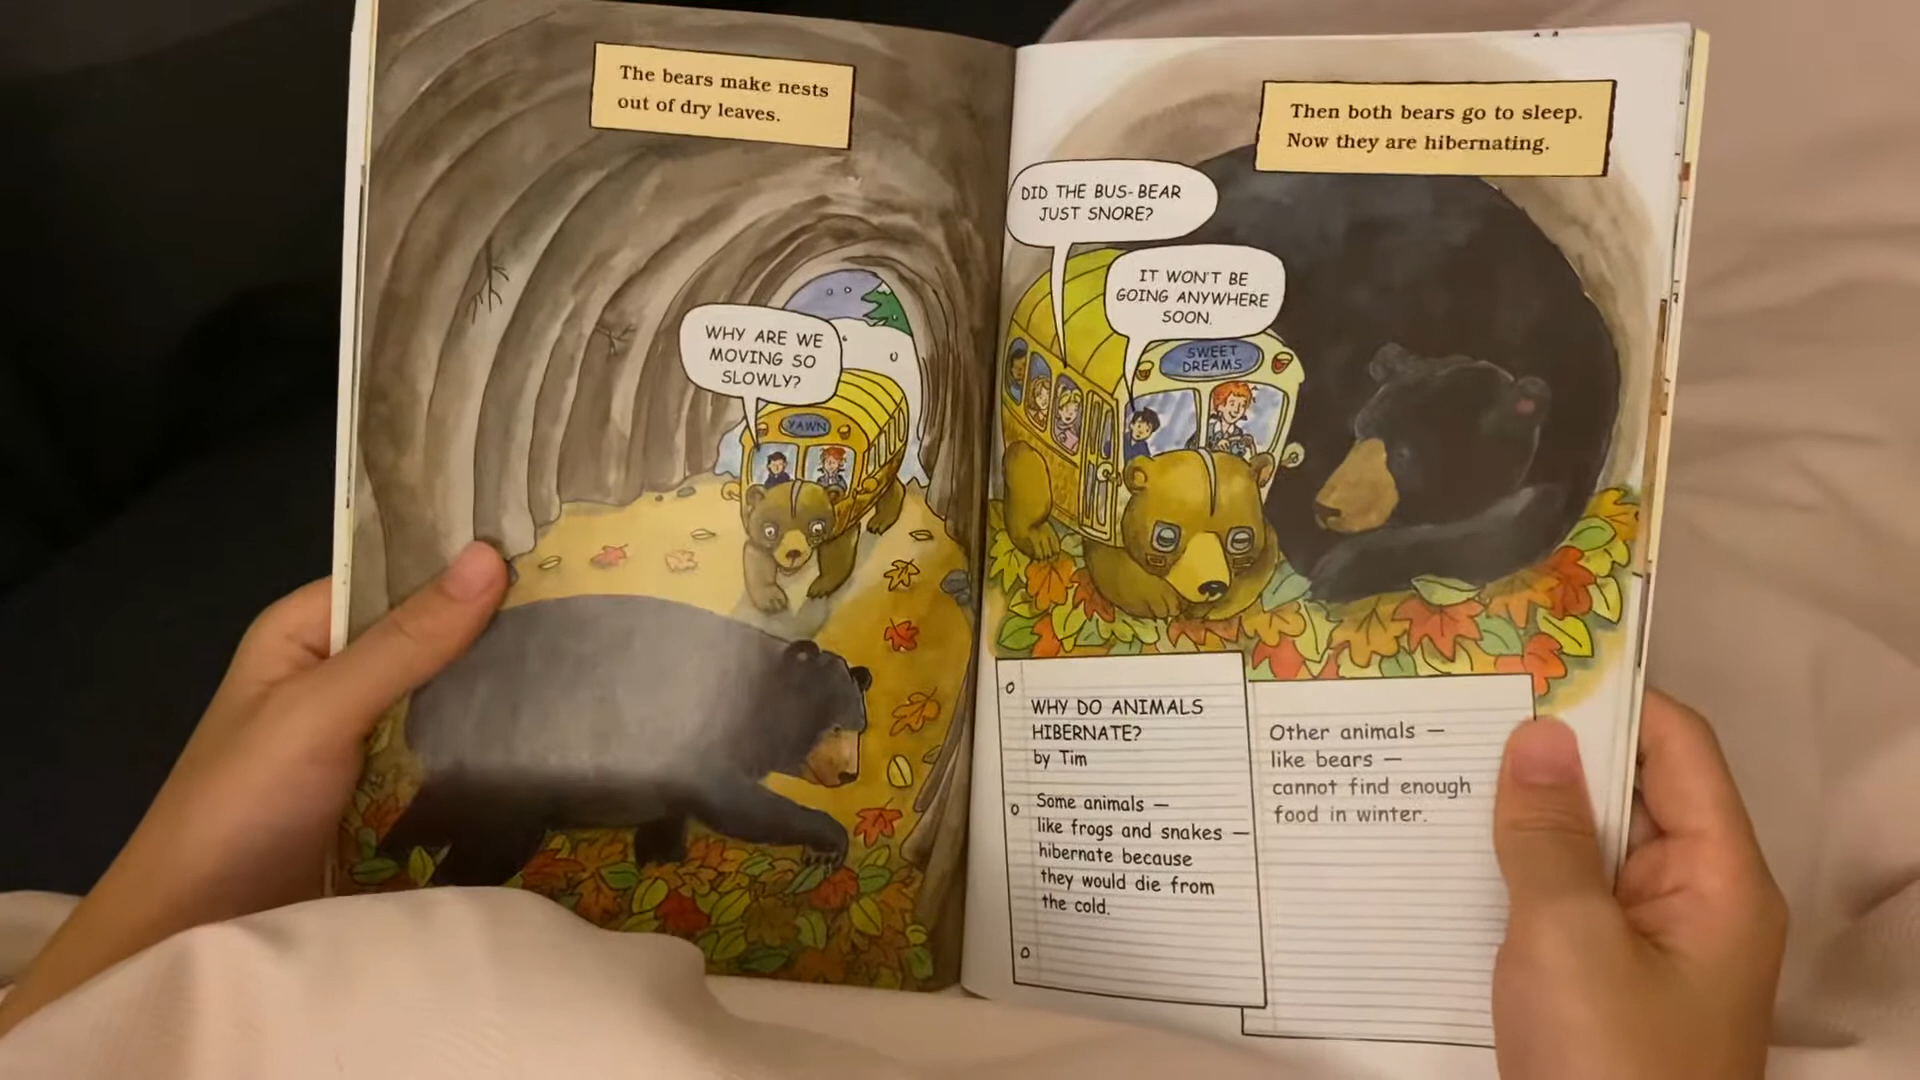 The bears make nests
out of dry leaves.
WHY ARE WE
MOVING SO
SLOWLY?
YAWN
Then both bears go to sleep.
Now they are hibernating.
DID THE BUS-BEAR
JUST SNORE?
IT WON'T BE
GOING ANYWHERE
SOON.
SWEET
DREAMS
WHY DO ANIMALS
HIBERNATE?
by Tim
Some animals —
like frogs and snakes —
hibernate because
they would die from
the cold.
Other animals —
like bears —
cannot find enough
food in winter.